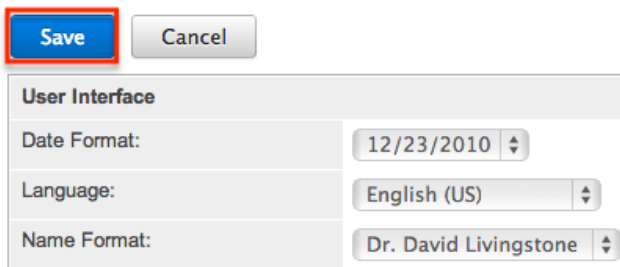 Save Cancel
User Interface
Date Format: 12/23/2010
Language: English (US)
Name Format: Dr. David Livingstone